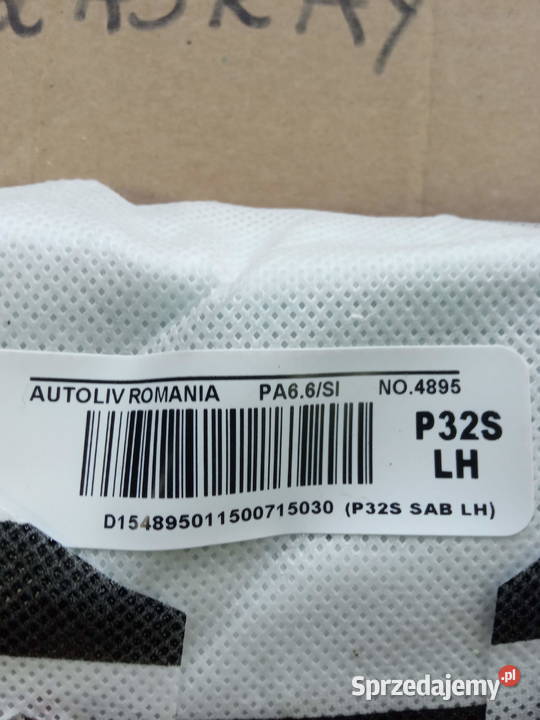 AUTOLIV ROMANIA PA6.6/SI NO.4895
P32S
LH
D154895011500715030 (P32S SAB LH)
Sprzedajemy.pl